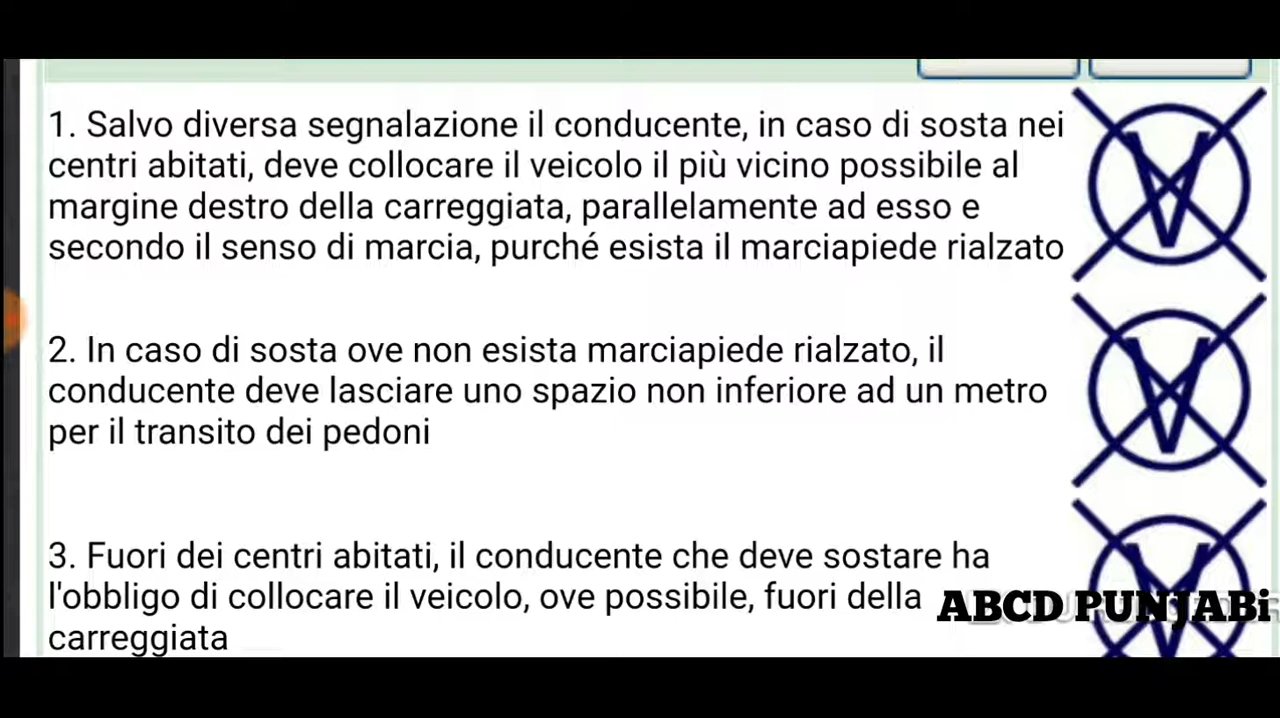 1. Salvo diversa segnalazione il conducente, in caso di sosta nei
centri abitati, deve collocare il veicolo il più vicino possibile al
margine destro della carreggiata, parallelamente ad esso e
secondo il senso di marcia, purché esista il marciapiede rialzato
V
2. In caso di sosta ove non esista marciapiede rialzato, il
conducente deve lasciare uno spazio non inferiore ad un metro
per il transito dei pedoni
V
3. Fuori dei centri abitati, il conducente che deve sostare ha
l'obbligo di collocare il veicolo, ove possibile, fuori della
carreggiata
V
ABCD PUNJABi